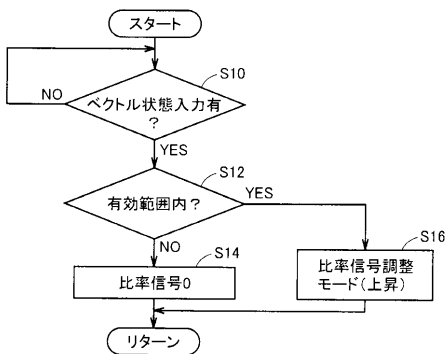 スタート
S10
NO
ベクトル状態入力有
?
YES
S12
有効範囲内?
YES
NO
S14
S16
比率信号0
比率信号調整
モード(上昇)
リターン